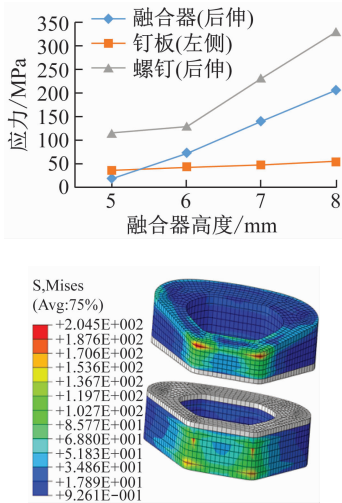 350
300
250
200
150
100
50
0
应力/MPa
融合器(后伸)
钉板(左侧)
螺钉(后伸)
5 6 7 8
融合器高度/mm
S,Mises
(Avg:75%)
+2.045E+002
+1.876E+002
+1.706E+002
+1.536E+002
+1.367E+002
+1.197E+002
+1.027E+002
+8.577E+001
+6.880E+001
+5.183E+001
+3.486E+001
+1.789E+001
+9.261E−001